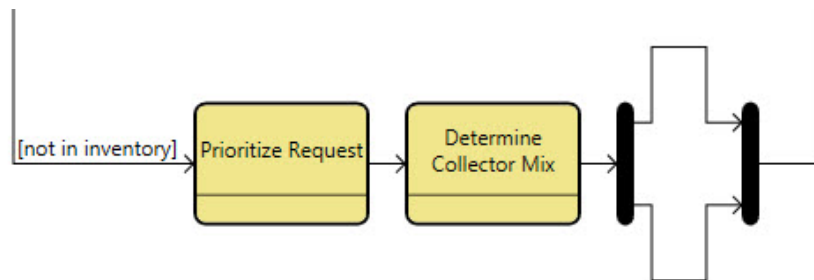 [not in inventory]
Prioritize Request
Determine
Collector Mix